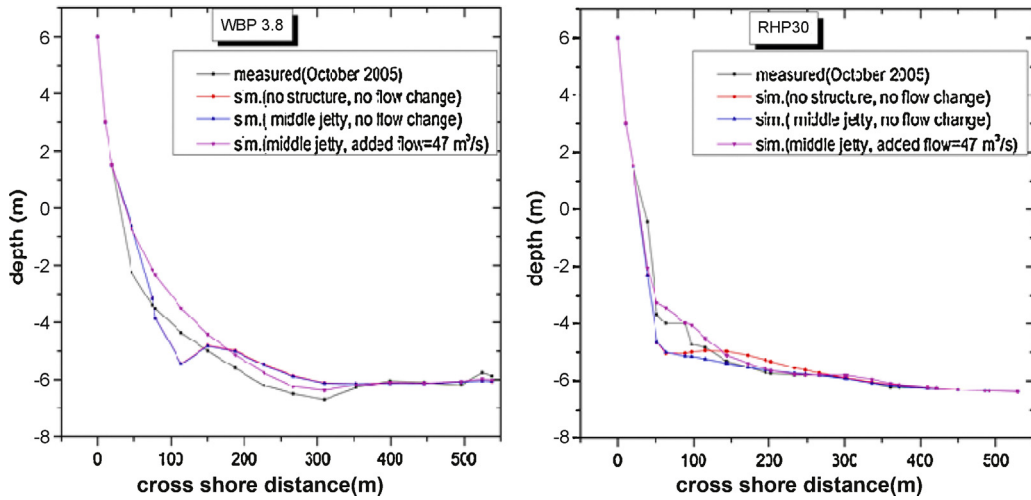 WBP 3.8
6
4
2
0
-2
-4
-6
-8
depth (m)
measured(October 2005)
sim.(no structure, no flow change)
sim.( middle jetty, no flow change)
sim.(middle jetty, added flow=47 m³/s)
0 100 200 300 400 500
cross shore distance(m)
RHP30
6
4
2
0
-2
-4
-6
-8
depth (m)
measured(October 2005)
sim.(no structure, no flow change)
sim.( middle jetty, no flow change)
sim.(middle jetty, added flow=47 m³/s)
0 100 200 300 400 500
cross shore distance(m)